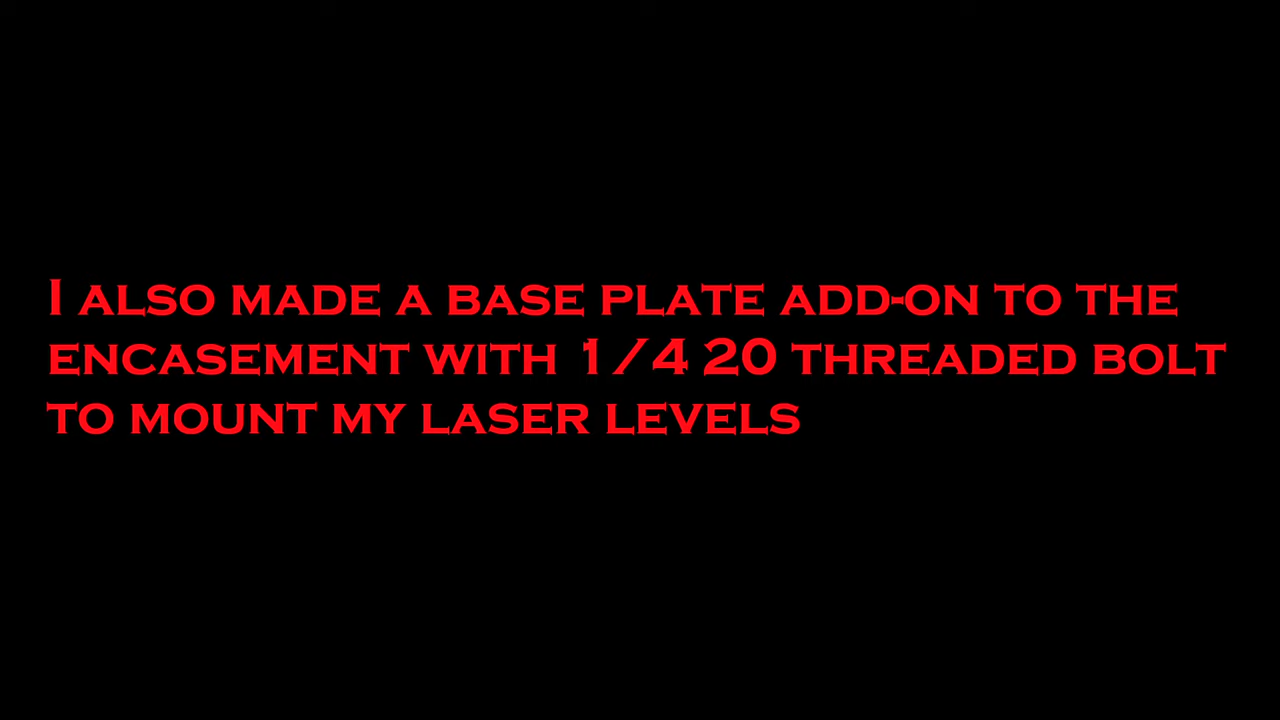 I also made a base plate add-on to the
encasement with 1/4 20 threaded bolt
to mount my laser levels